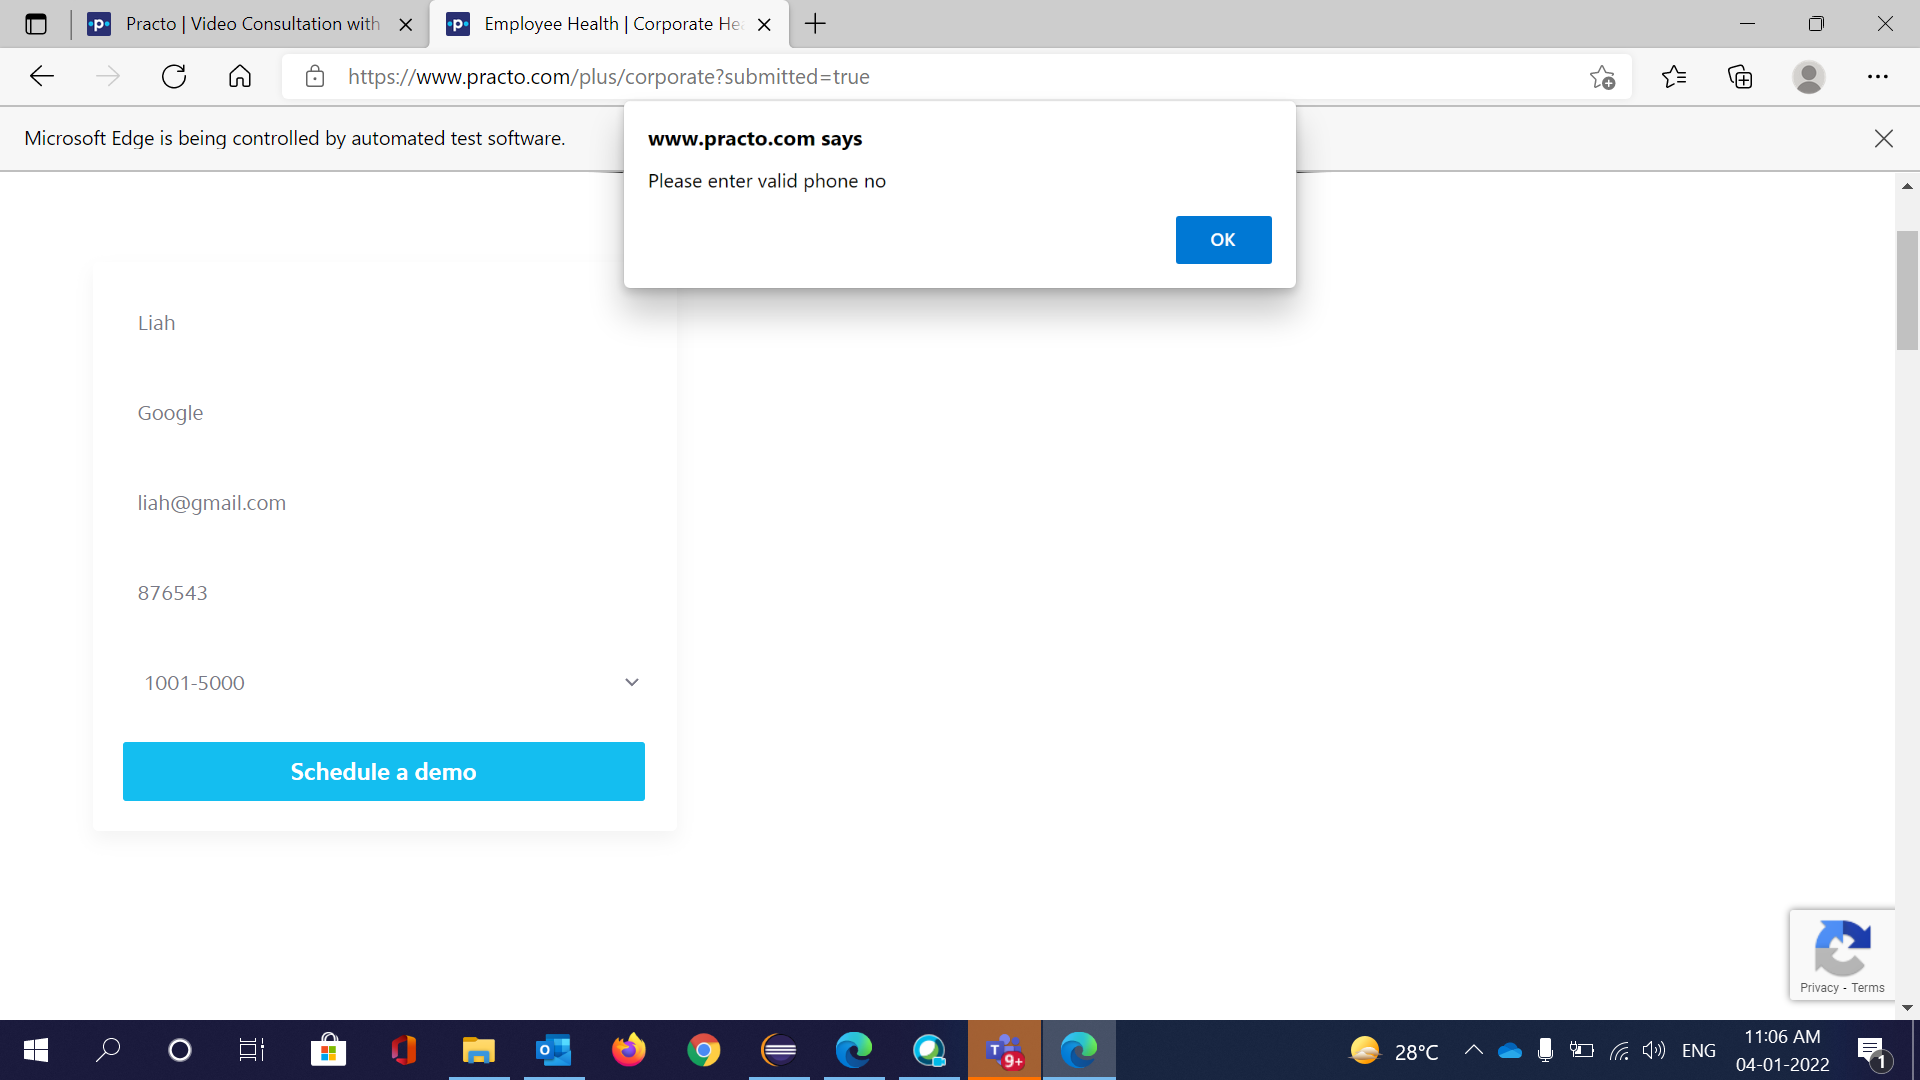 Practo | Video Consultation with
Employee Health | Corporate Hea
https://www.practo.com/plus/corporate?submitted=true
Microsoft Edge is being controlled by automated test software.
www.practo.com says
Please enter valid phone no
OK
Liah
Google
liah@gmail.com
876543
1001-5000
Schedule a demo
Privacy - Terms
9+
28°C
ENG
11:06 AM
04-01-2022
1